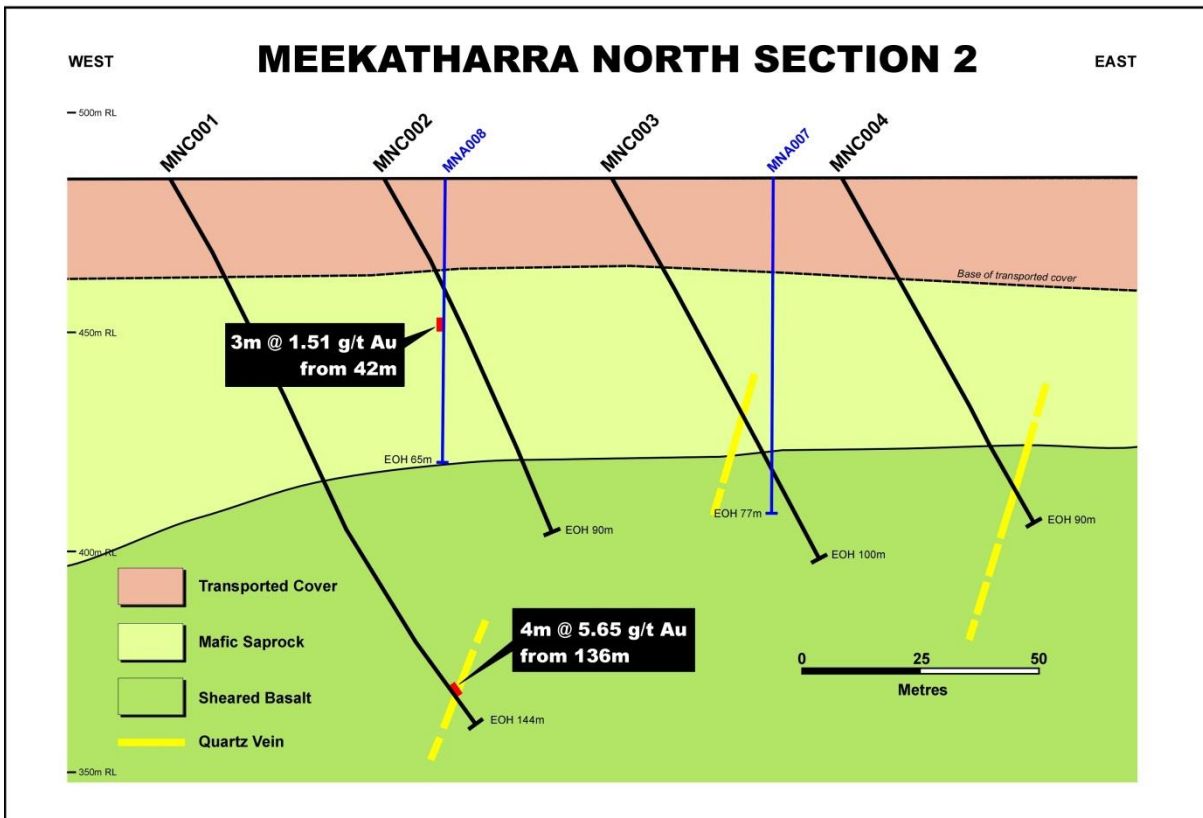 WEST
MEEKATHARRA NORTH SECTION 2
EAST
500m RL
MNC001
MNC002
MNA008
MNC003
MNA007
MNC004
Base of transported cover
450m RL
3m @ 1.51 g/t Au
from 42m
EOH 65m
EOH 77m
EOH 90m
EOH 90m
EOH 100m
400m RL
Transported Cover
Mafic Saprock
Sheared Basalt
Quartz Vein
4m @ 5.65 g/t Au
from 136m
EOH 144m
0 25 50
Metres
350m RL